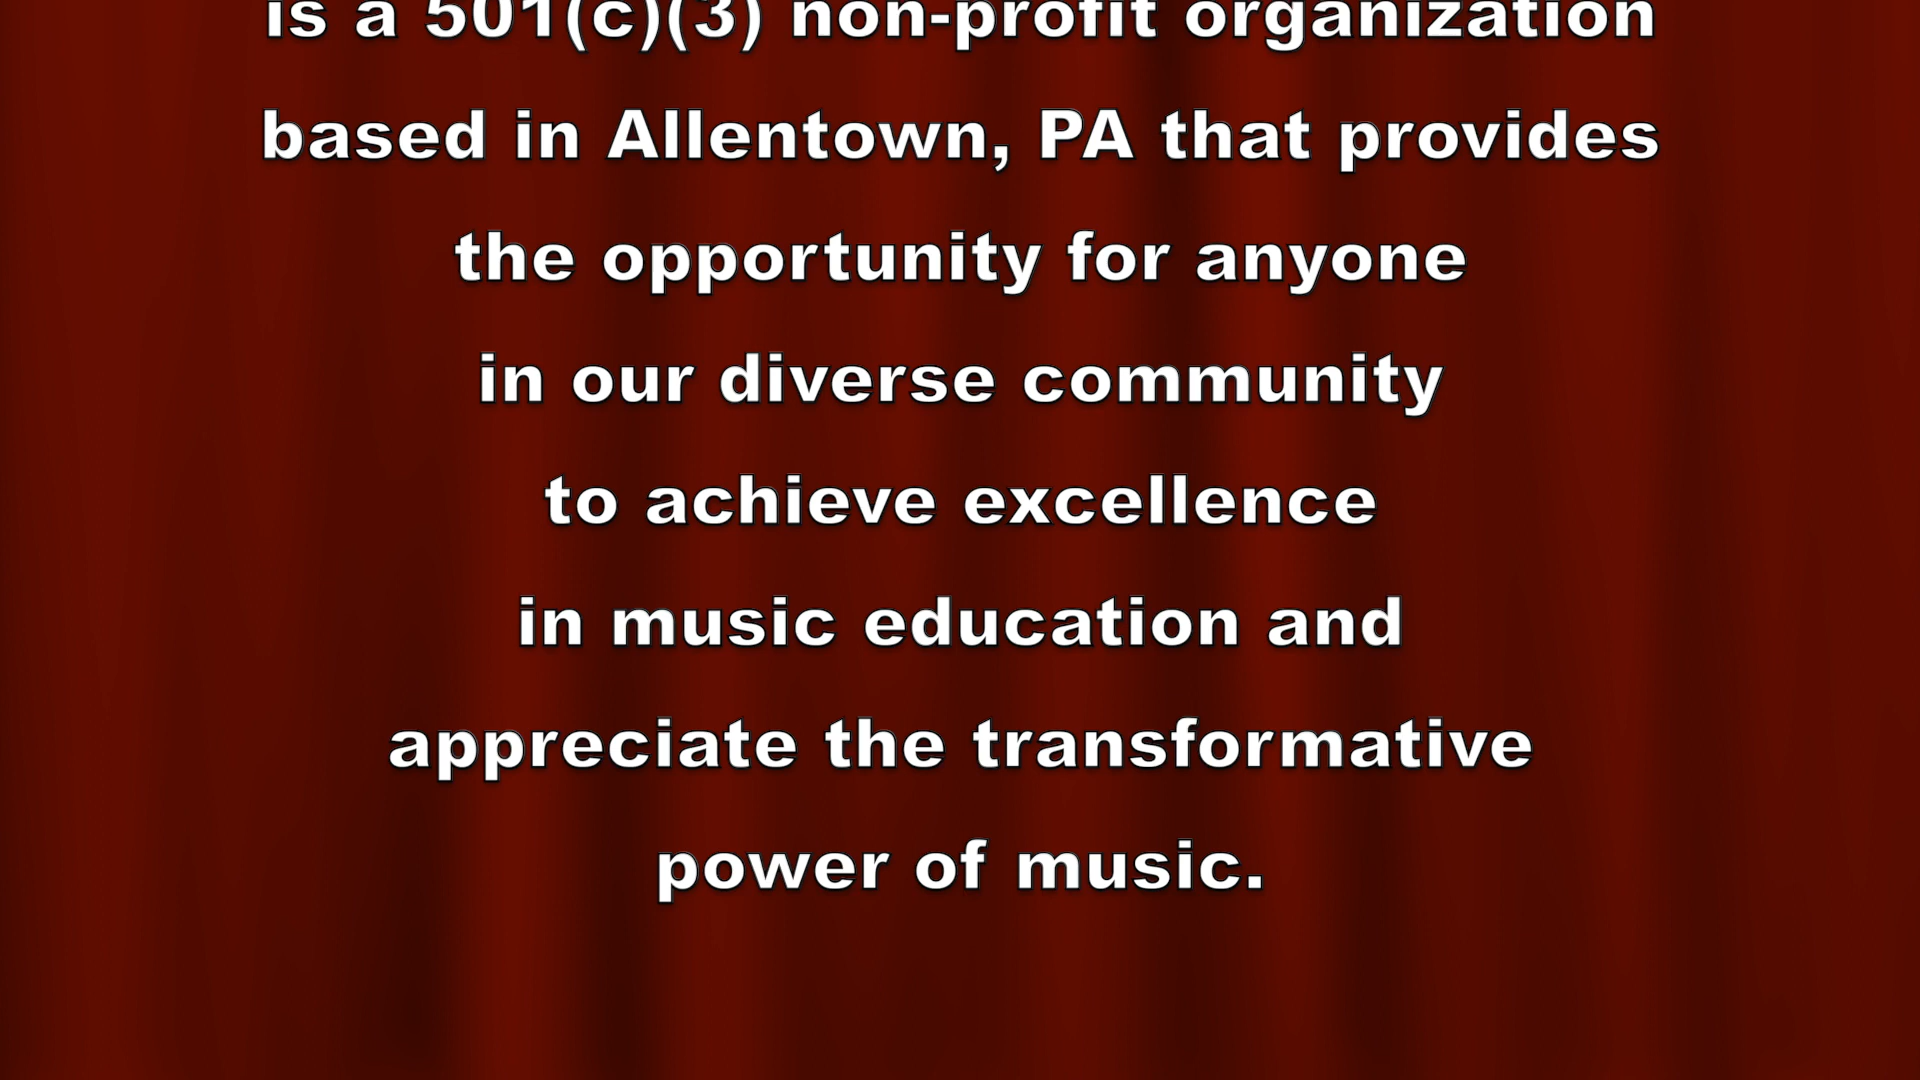 is a 501(c)(3) non-profit organization
based in Allentown, PA that provides
the opportunity for anyone
in our diverse community
to achieve excellence
in music education and
appreciate the transformative
power of music.